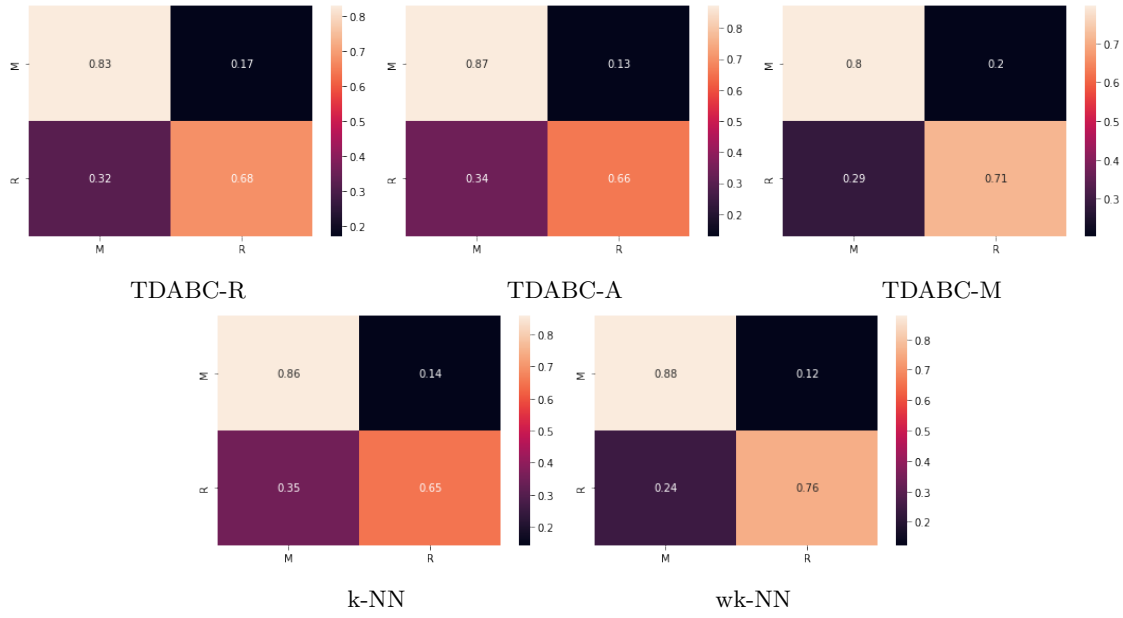 M 0.83 0.17 0.8
0.7
0.6
0.5
0.4
R 0.32 0.68 0.3
0.2
M R
TDABC-R
M 0.87 0.13 0.8
0.7
0.6
0.5
0.4
R 0.34 0.66 0.3
0.2
M R
TDABC-A
M 0.8 0.2 0.7
0.6
0.5
0.4
R 0.29 0.71 0.3
M R
TDABC-M
M 0.86 0.14 0.8
0.7
0.6
0.5
0.4
R 0.35 0.65 0.3
0.2
M R
k-NN
M 0.88 0.12 0.8
0.7
0.6
0.5
0.4
R 0.24 0.76 0.3
0.2
M R
wk-NN